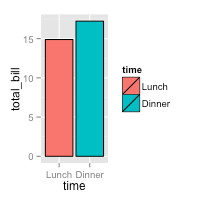 total_bill
15
10
5
0
Lunch Dinner
time
time
Lunch
Dinner